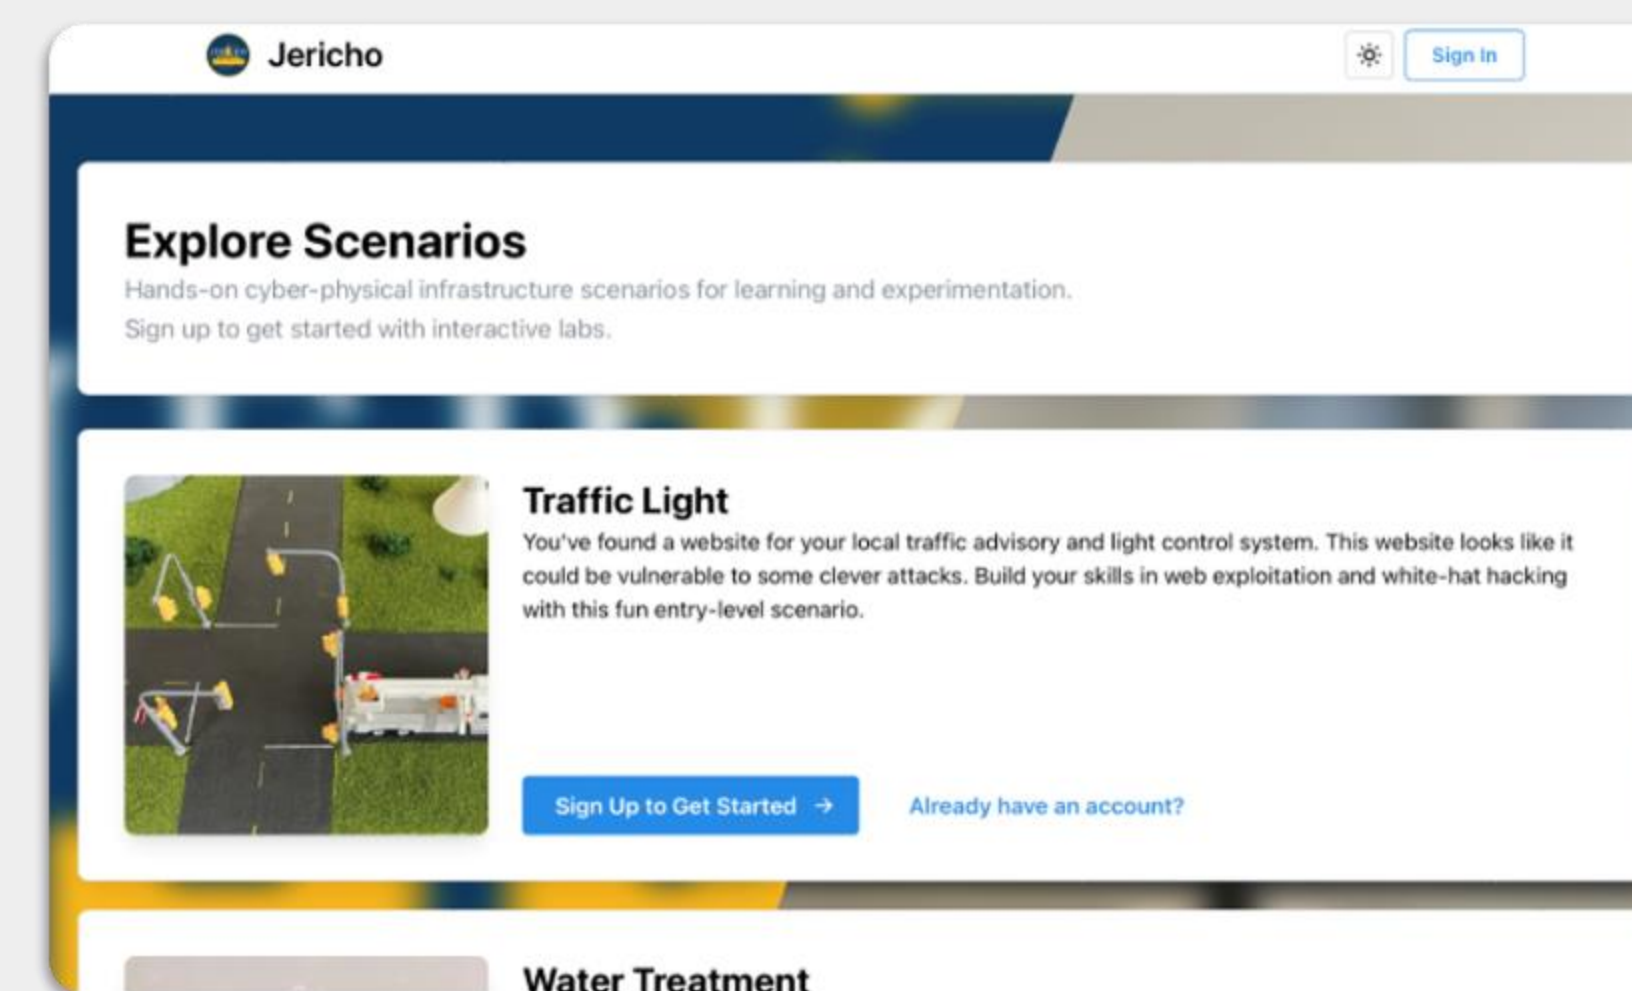 Jericho
Sign In
Explore Scenarios
Hands-on cyber-physical infrastructure scenarios for learning and experimentation.
Sign up to get started with interactive labs.
Traffic Light
You've found a website for your local traffic advisory and light control system. This website looks like it
could be vulnerable to some clever attacks. Build your skills in web exploitation and white-hat hacking
with this fun entry-level scenario.
Sign Up to Get Started →
Already have an account?
Water Treatment